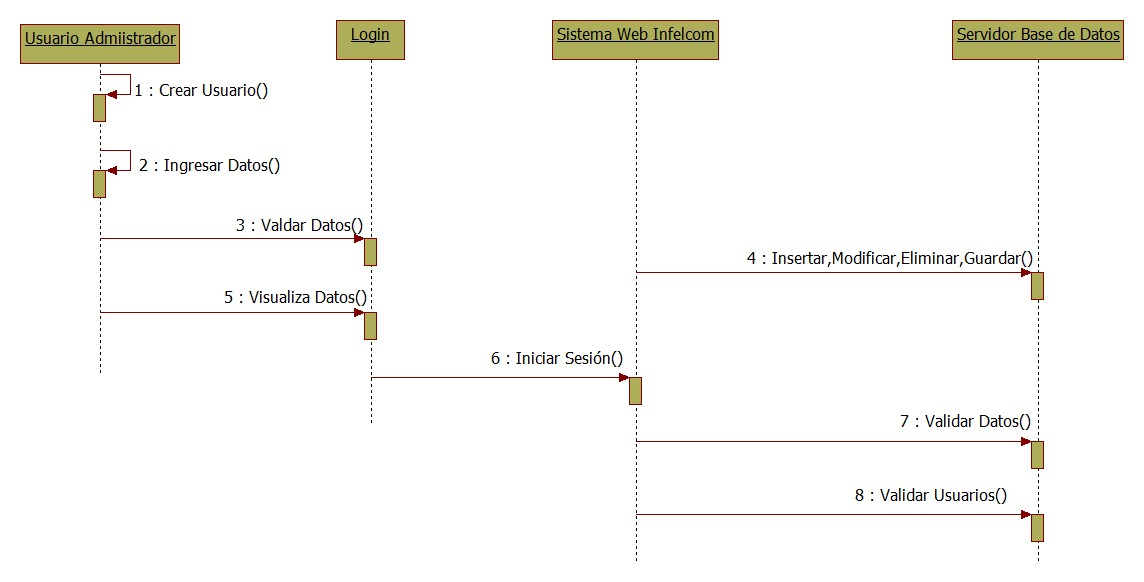 Usuario Admiistrador
Login
Sistema Web Infelcom
Servidor Base de Datos
1 : Crear Usuario()
2 : Ingresar Datos()
3 : Valdar Datos()
4 : Insertar,Modificar,Eliminar,Guardar()
5 : Visualiza Datos()
6 : Iniciar Sesión()
7 : Validar Datos()
8 : Validar Usuarios()